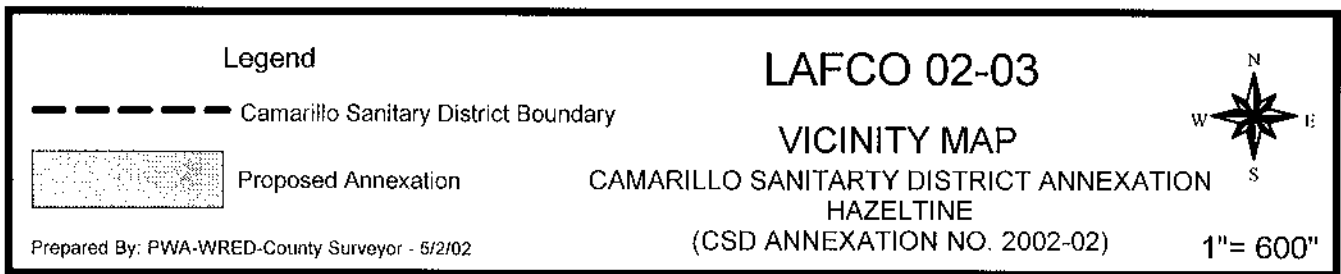 Legend
Camarillo Sanitary District Boundary
Proposed Annexation
Prepared By: PWA-WRED-County Surveyor - 5/2/02
LAFCO 02-03
VICINITY MAP
CAMARILLO SANITARTY DISTRICT ANNEXATION
HAZELTINE
(CSD ANNEXATION NO. 2002-02)
N
W E
S
1"= 600"